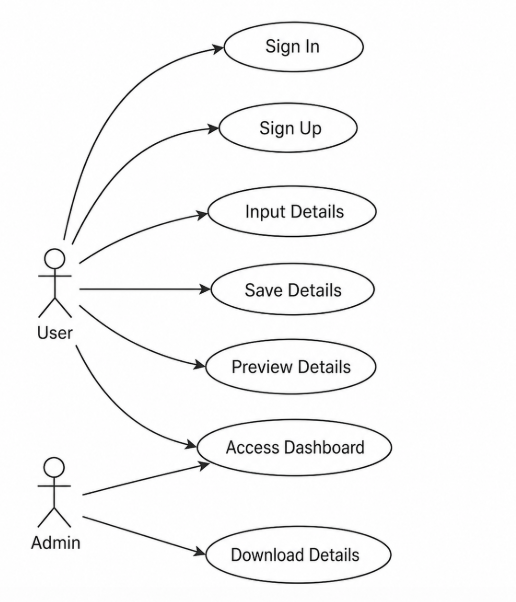 Sign In
Sign Up
Input Details
Save Details
User
Preview Details
Access Dashboard
Admin
Download Details